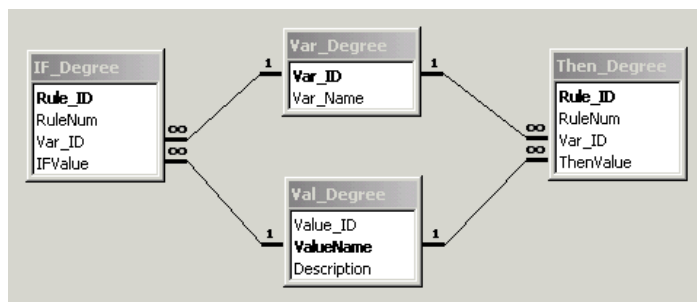 IF_Degree
Rule_ID
RuleNum
Var_ID
IFValue
Var_Degree
Var_ID
Var_Name
Then_Degree
Rule_ID
RuleNum
Var_ID
ThenValue
Val_Degree
Value_ID
ValueName
Description
1
1
∞
∞
∞
∞
1
1